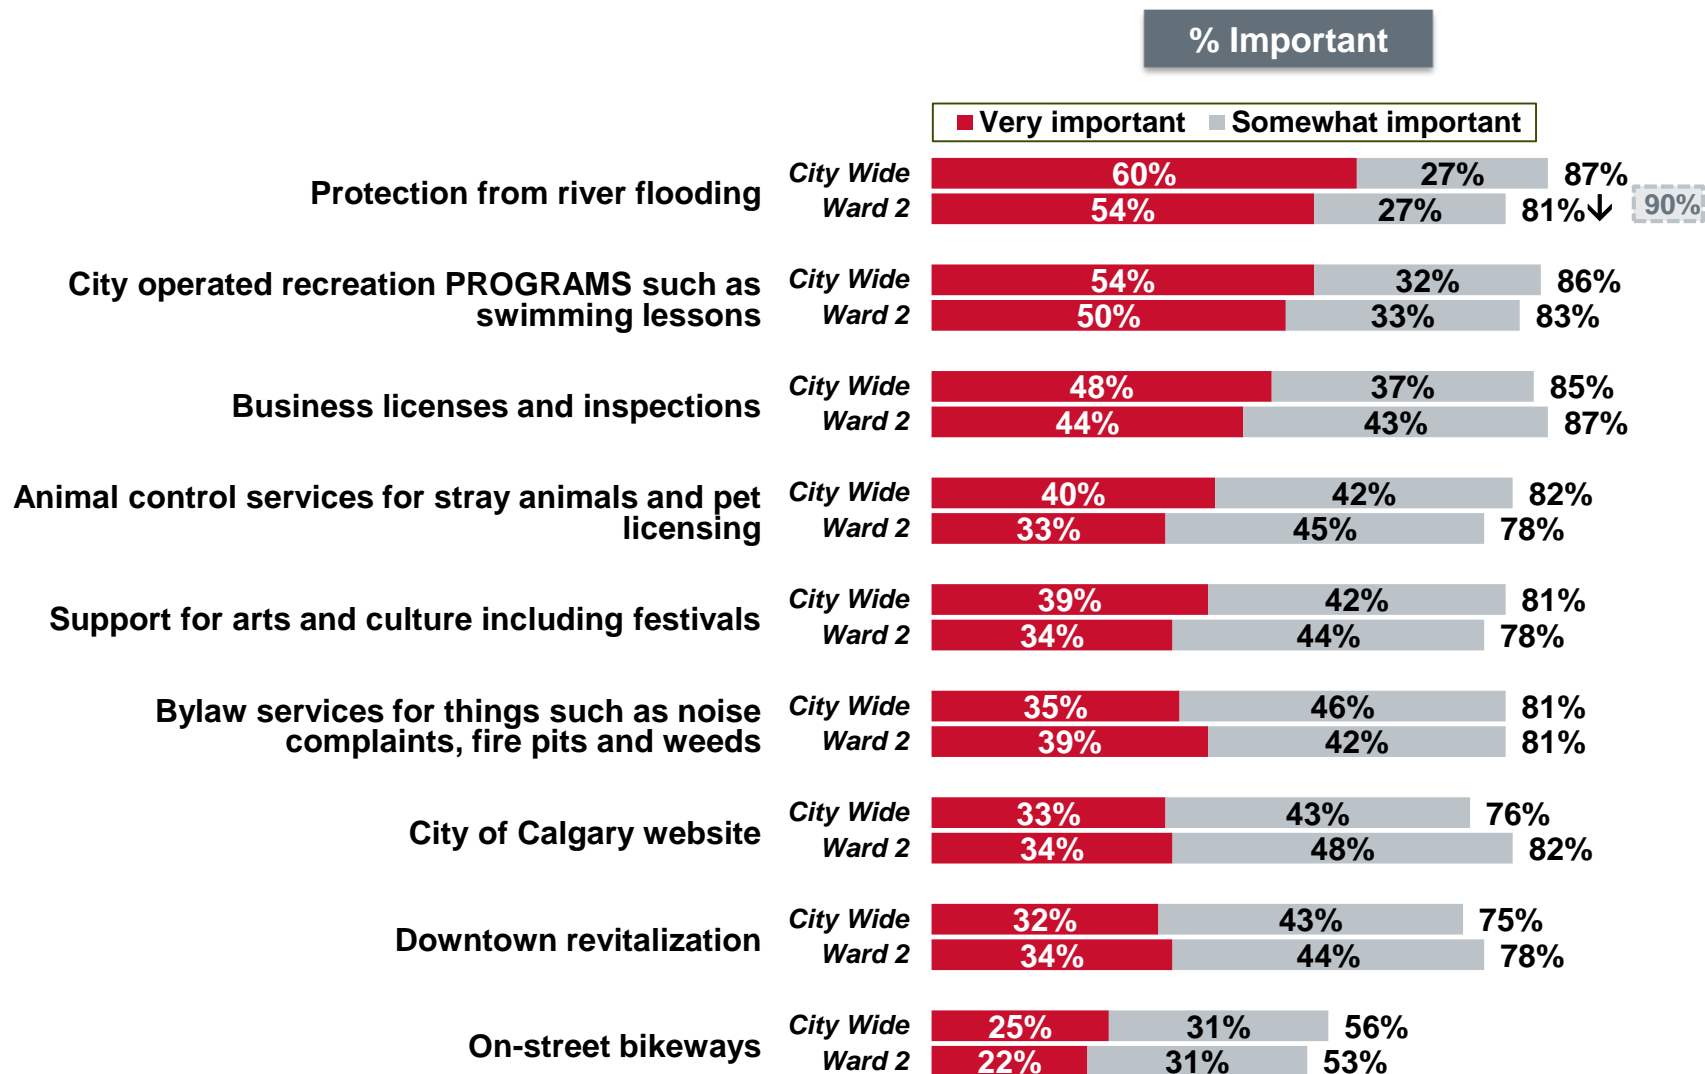 % Important
Very important Somewhat important
Protection from river flooding
City Wide 60% 27% 87%
Ward 2 54% 27% 81%↓ 90%
City operated recreation PROGRAMS such as
swimming lessons
City Wide 54% 32% 86%
Ward 2 50% 33% 83%
Business licenses and inspections
City Wide 48% 37% 85%
Ward 2 44% 43% 87%
Animal control services for stray animals and pet
licensing
City Wide 40% 42% 82%
Ward 2 33% 45% 78%
Support for arts and culture including festivals
City Wide 39% 42% 81%
Ward 2 34% 44% 78%
Bylaw services for things such as noise
complaints, fire pits and weeds
City Wide 35% 46% 81%
Ward 2 39% 42% 81%
City of Calgary website
City Wide 33% 43% 76%
Ward 2 34% 48% 82%
Downtown revitalization
City Wide 32% 43% 75%
Ward 2 34% 44% 78%
On-street bikeways
City Wide 25% 31% 56%
Ward 2 22% 31% 53%